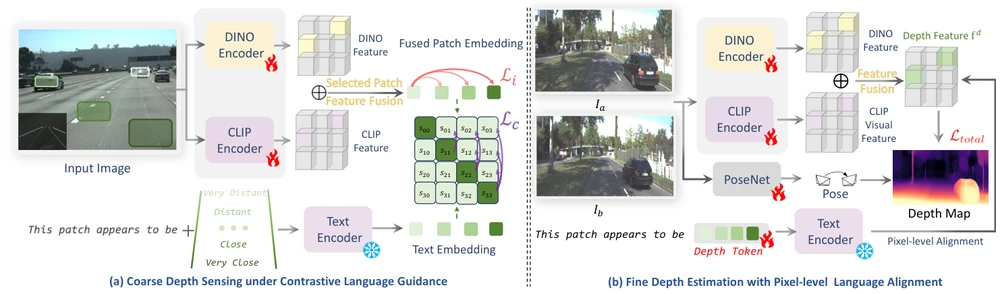 Input Image
DINO
Encoder
CLIP
Encoder
DINO
Feature
CLIP
Feature
Selected Patch
Feature Fusion
Fused Patch Embedding
ℒi
ℒc
s00 s01 s02 s03
s10 s11 s12 s13
s20 s21 s22 s23
s30 s31 s32 s33
This patch appears to be +
Very Distant
Distant
Close
Very Close
Text
Encoder
Text Embedding
(a) Coarse Depth Sensing under Contrastive Language Guidance
Ia
Ib
DINO
Encoder
CLIP
Encoder
DINO
Feature
CLIP
Visual
Feature
Feature
Fusion
Depth Feature fd
ℒtotal
PoseNet
Pose
Depth Map
This patch appears to be
Depth Token
Text
Encoder
Pixel-level Alignment
(b) Fine Depth Estimation with Pixel-level Language Alignment